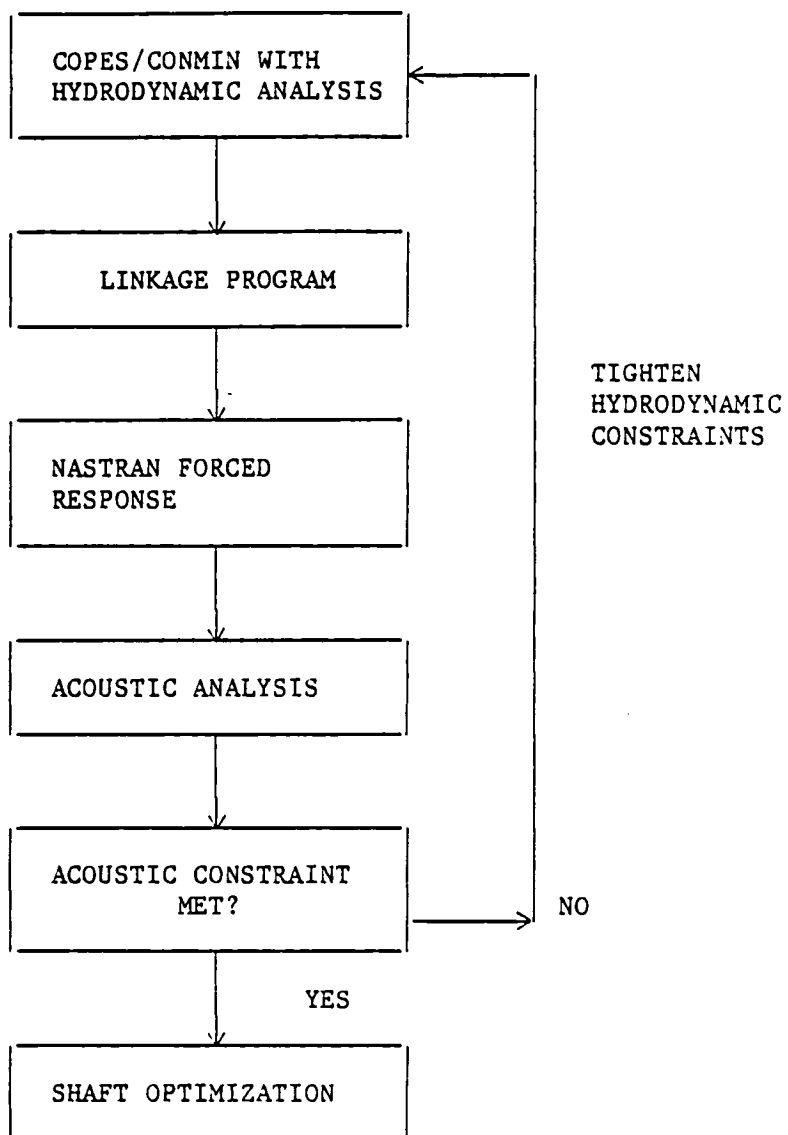 COPES/CONMIN WITH
HYDRODYNAMIC ANALYSIS
LINKAGE PROGRAM
NASTRAN FORCED
RESPONSE
ACOUSTIC ANALYSIS
ACOUSTIC CONSTRAINT
MET?
NO
TIGHTEN
HYDRODYNAMIC
CONSTRAINTS
YES
SHAFT OPTIMIZATION